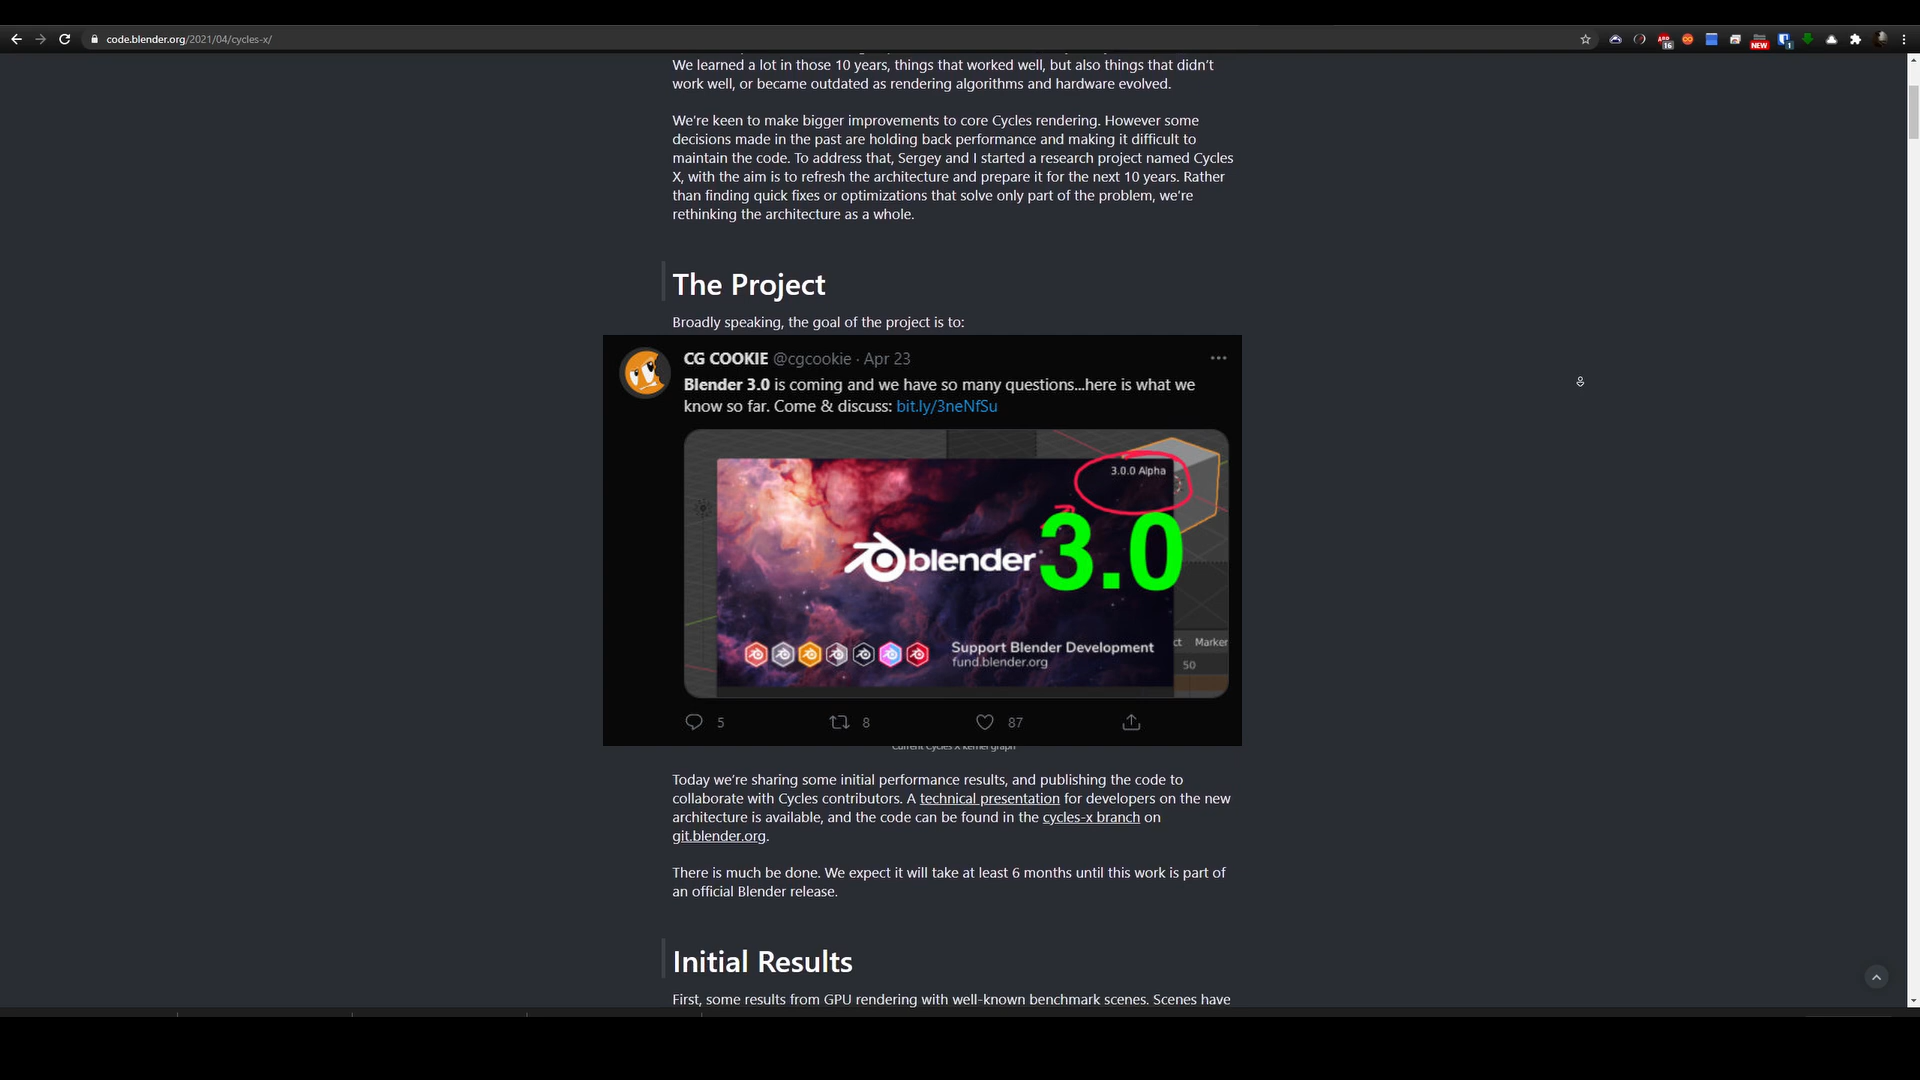 code.blender.org/2021/04/cycles-x/
16
NEW
1
We learned a lot in those 10 years, things that worked well, but also things that didn't
work well, or became outdated as rendering algorithms and hardware evolved.
We're keen to make bigger improvements to core Cycles rendering. However some
decisions made in the past are holding back performance and making it difficult to
maintain the code. To address that, Sergey and I started a research project named Cycles
X, with the aim is to refresh the architecture and prepare it for the next 10 years. Rather
than finding quick fixes or optimizations that solve only part of the problem, we're
rethinking the architecture as a whole.
The Project
Broadly speaking, the goal of the project is to:
CG COOKIE @cgcookie · Apr 23
Blender 3.0 is coming and we have so many questions...here is what we
know so far. Come & discuss: bit.ly/3neNfSu
3.0.0 Alpha
blender 3.0
Support Blender Development
fund.blender.org
ct Marker
50
5 8 87
Current Cycles X kernel graph
Today we're sharing some initial performance results, and publishing the code to
collaborate with Cycles contributors. A technical presentation for developers on the new
architecture is available, and the code can be found in the cycles-x branch on
git.blender.org.
There is much be done. We expect it will take at least 6 months until this work is part of
an official Blender release.
Initial Results
First, some results from GPU rendering with well-known benchmark scenes. Scenes have